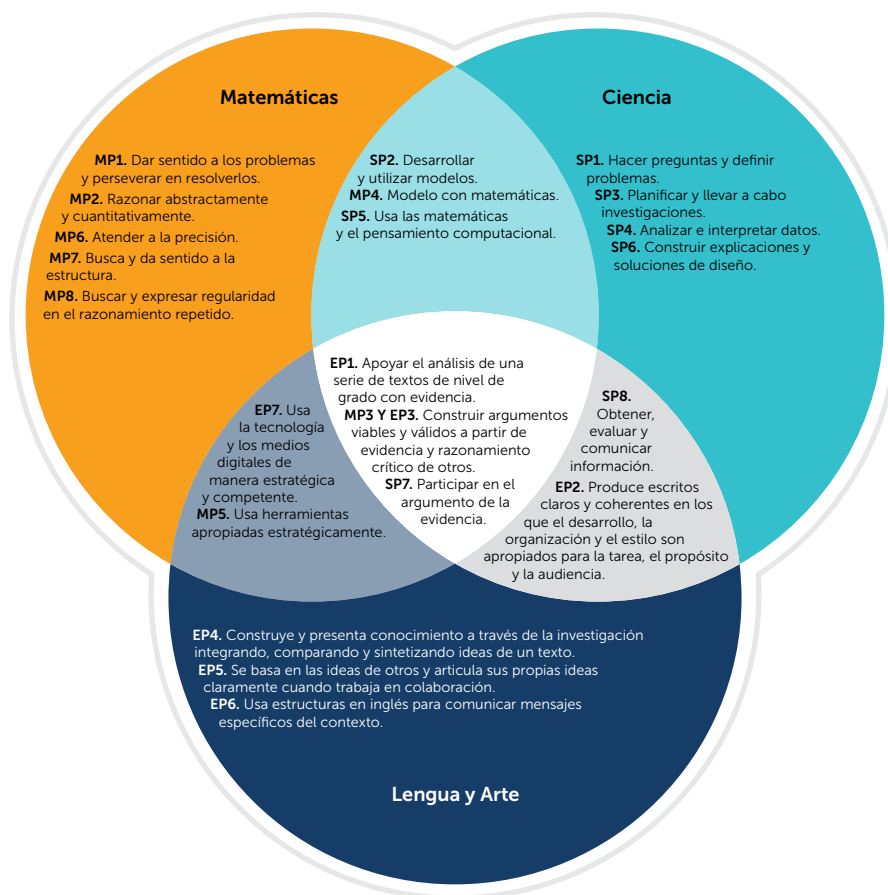 Matemáticas
MP1. Dar sentido a los problemas
y perseverar en resolverlos.
MP2. Razonar abstractamente
y cuantitativamente.
MP6. Atender a la precisión.
MP7. Busca y da sentido a la
estructura.
MP8. Buscar y expresar regularidad
en el razonamiento repetido.
SP2. Desarrollar
y utilizar modelos.
MP4. Modelo con matemáticas.
SP5. Usa las matemáticas
y el pensamiento computacional.
Ciencia
SP1. Hacer preguntas y definir
problemas.
SP3. Planificar y llevar a cabo
investigaciones.
SP4. Analizar e interpretar datos.
SP6. Construir explicaciones y
soluciones de diseño.
EP7. Usa
la tecnología
y los medios
digitales de
manera estratégica
y competente.
MP5. Usa herramientas
apropiadas estratégicamente.
EP1. Apoyar el análisis de una
serie de textos de nivel de
grado con evidencia.
MP3 Y EP3. Construir argumentos
viables y válidos a partir de
evidencia y razonamiento
crítico de otros.
SP7. Participar en el
argumento de la
evidencia.
SP8.
Obtener,
evaluar y
comunicar
información.
EP2. Produce escritos
claros y coherentes en los
que el desarrollo, la
organización y el estilo son
apropiados para la tarea, el propósito
y la audiencia.
EP4. Construye y presenta conocimiento a través de la investigación
integrando, comparando y sintetizando ideas de un texto.
EP5. Se basa en las ideas de otros y articula sus propias ideas
claramente cuando trabaja en colaboración.
EP6. Usa estructuras en inglés para comunicar mensajes
específicos del contexto.
Lengua y Arte